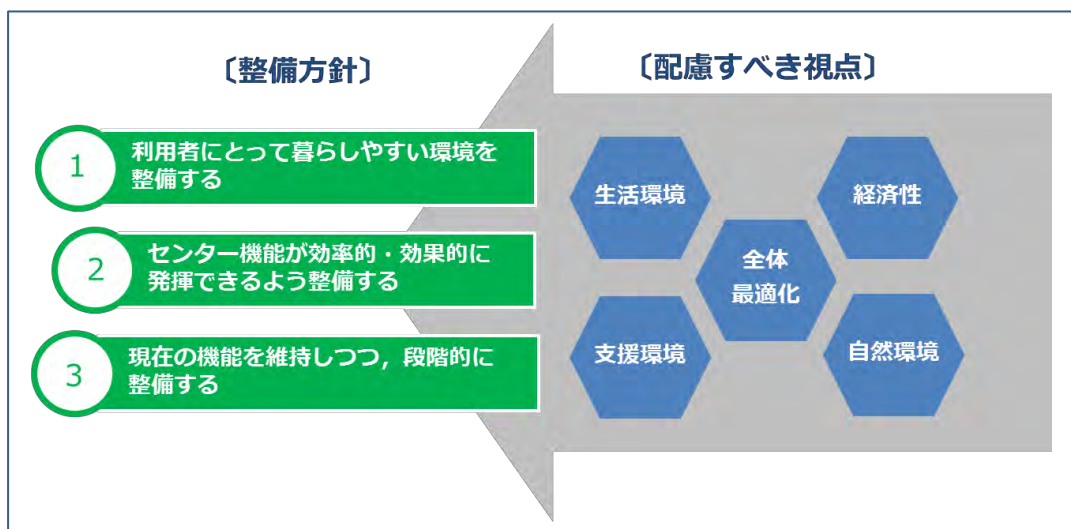 〔整備方針〕
1
利用者にとって暮らしやすい環境を
整備する
2
センター機能が効率的・効果的に
発揮できるよう整備する
3
現在の機能を維持しつつ，段階的に
整備する
〔配慮すべき視点〕
生活環境
経済性
全体
最適化
支援環境
自然環境